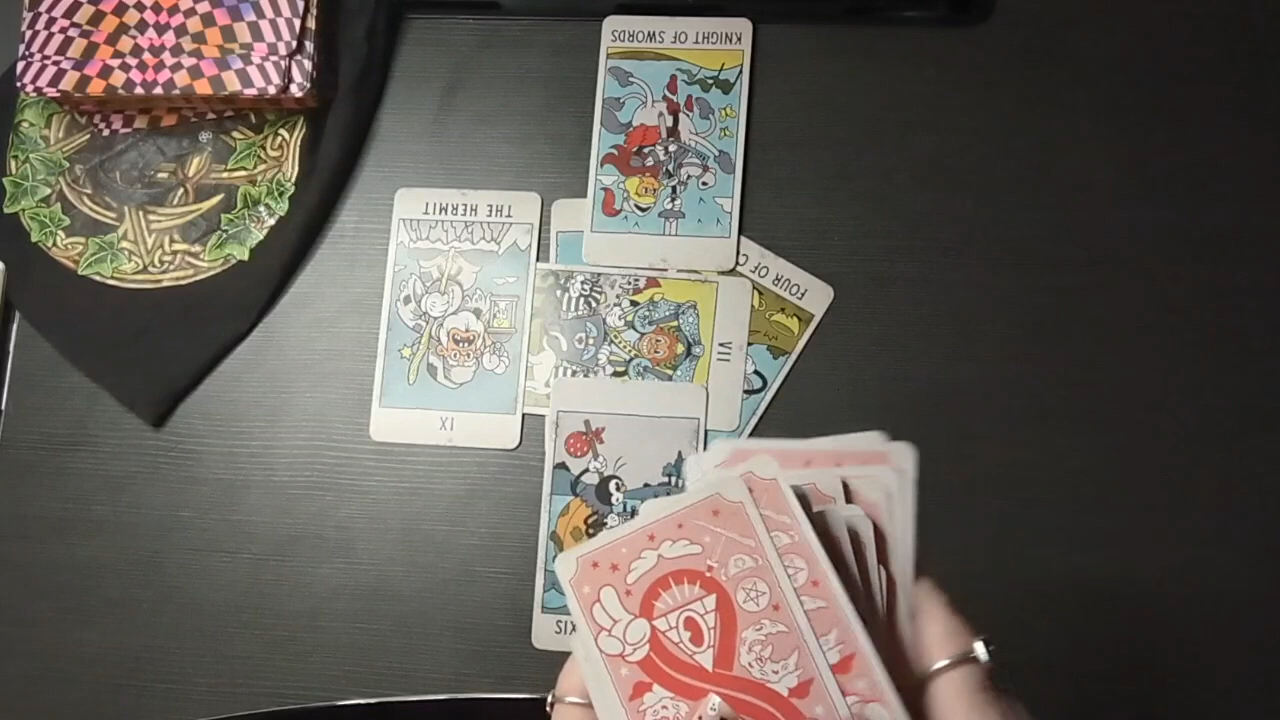 KNIGHT OF SWORDS
THE HERMIT
IX
FOUR OF C
VII
SIX